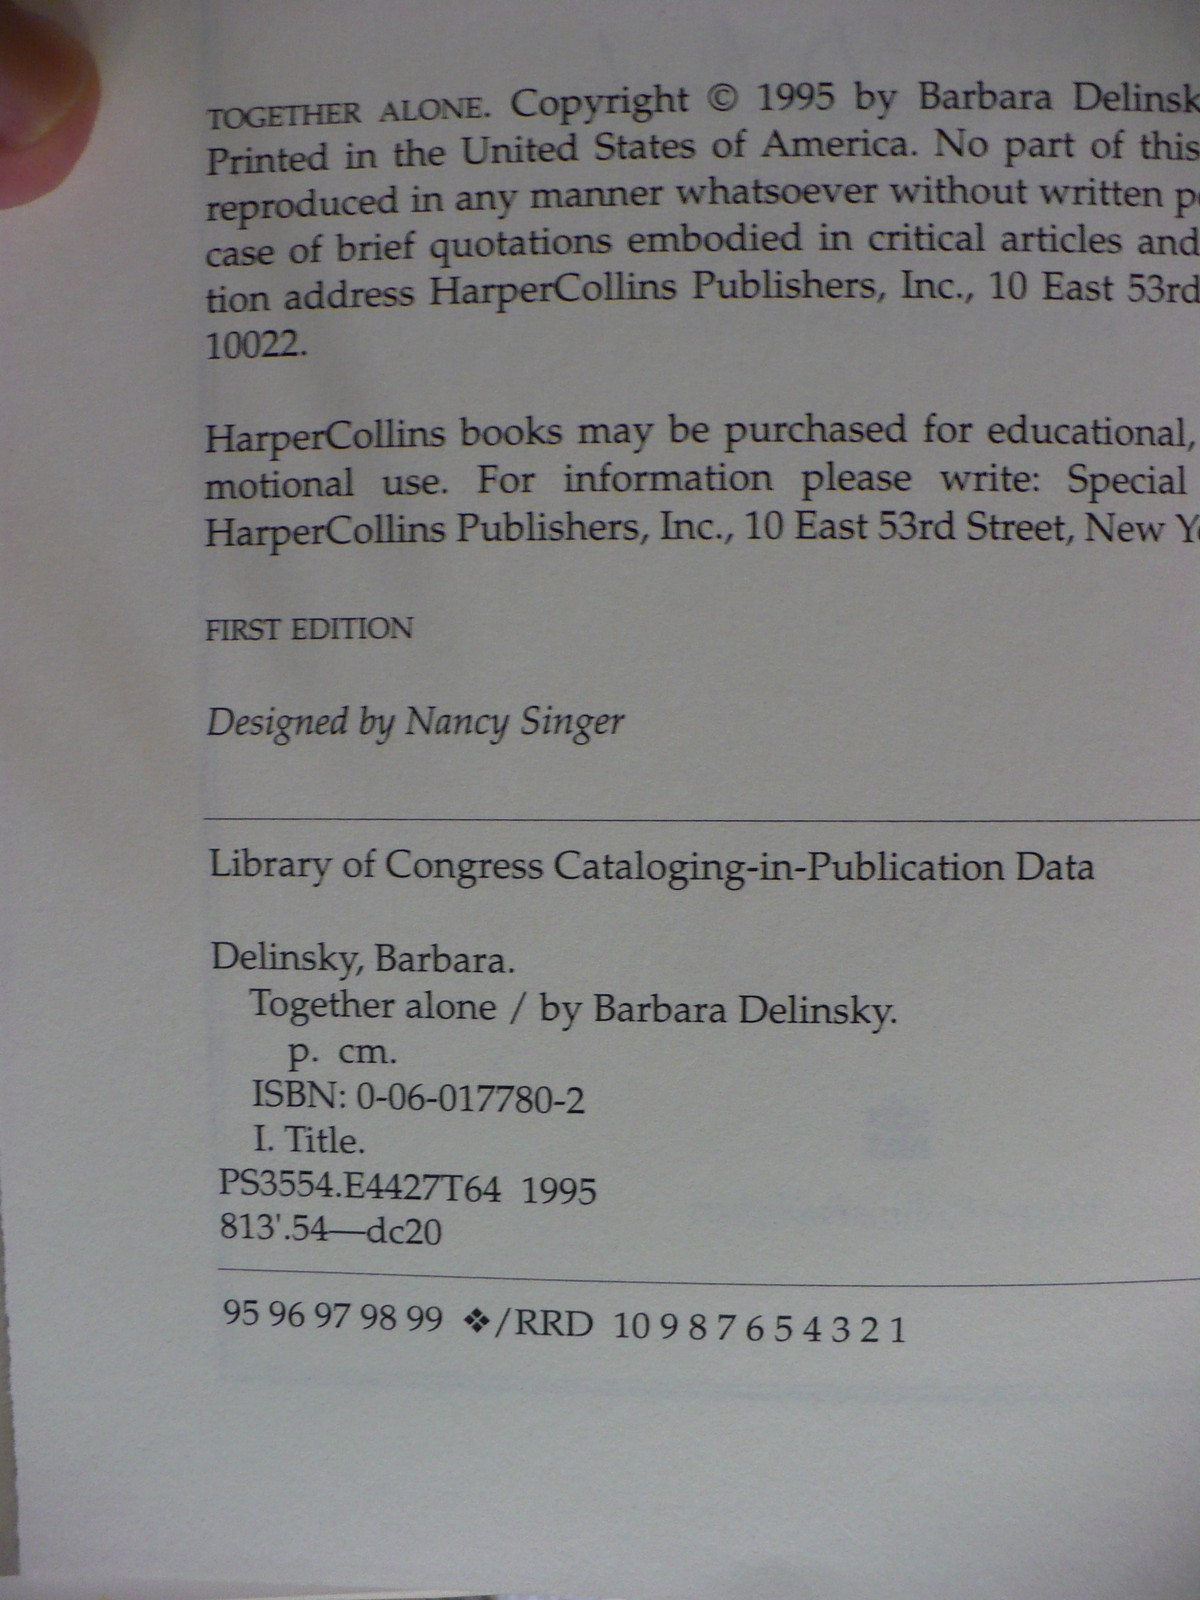 TOGETHER ALONE. Copyright © 1995 by Barbara Delinsk
Printed in the United States of America. No part of this
reproduced in any manner whatsoever without written p
case of brief quotations embodied in critical articles and
tion address HarperCollins Publishers, Inc., 10 East 53rd
10022.
HarperCollins books may be purchased for educational,
motional use. For information please write: Special
HarperCollins Publishers, Inc., 10 East 53rd Street, New Yo
FIRST EDITION
Designed by Nancy Singer
Library of Congress Cataloging-in-Publication Data
Delinsky, Barbara.
Together alone / by Barbara Delinsky.
p. cm.
ISBN: 0-06-017780-2
I. Title.
PS3554.E4427T64 1995
813'.54—dc20
95 96 97 98 99 ❖/RRD 10 9 8 7 6 5 4 3 2 1